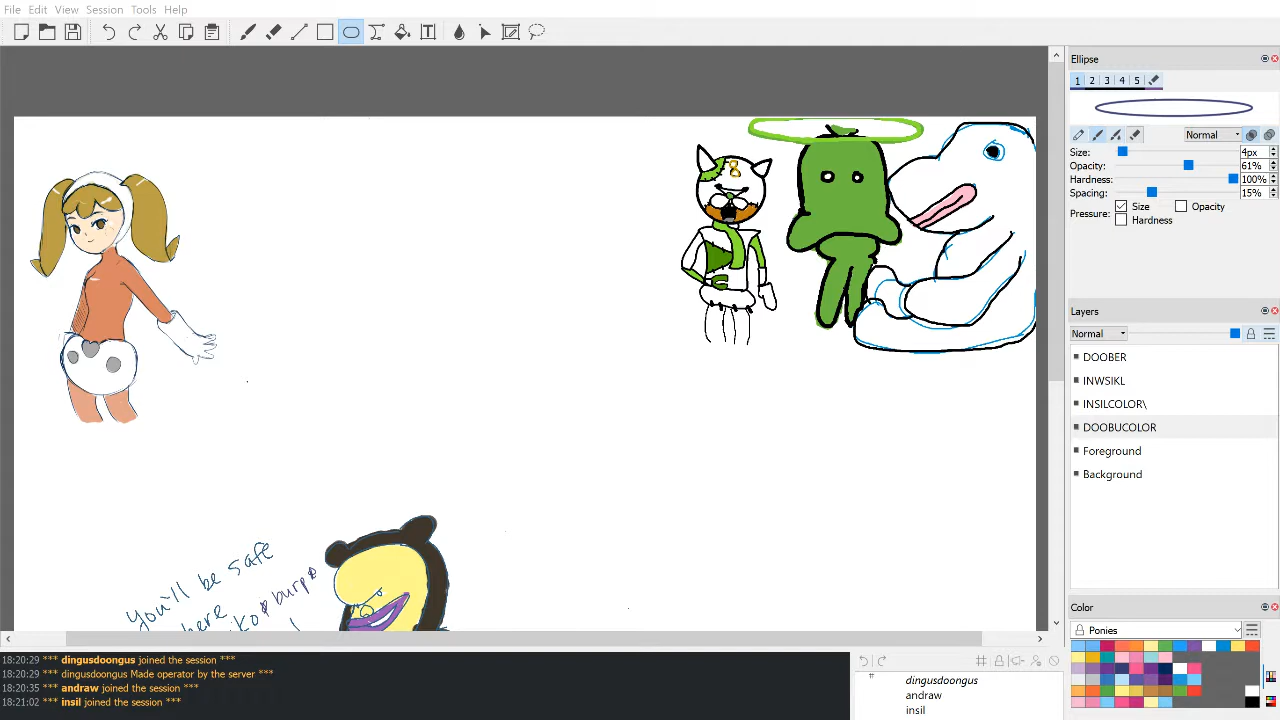 File Edit View Session Tools Help
Ellipse
1 2 3 4 5
Normal
Size: 4px
Opacity: 61%
Hardness: 100%
Spacing: 15%
Pressure: Size Opacity
Hardness
Layers
Normal
DOOBER
INWSIKL
INSILCOLOR\
DOOBUCOLOR
Foreground
Background
Color
Ponies
8
you'll be safe
here
iko *burp*
18:20:29 *** dingusdoongus joined the session ***
18:20:29 *** dingusdoongus Made operator by the server ***
18:20:35 *** andraw joined the session ***
18:21:02 *** insil joined the session ***
dingusdoongus
andraw
insil